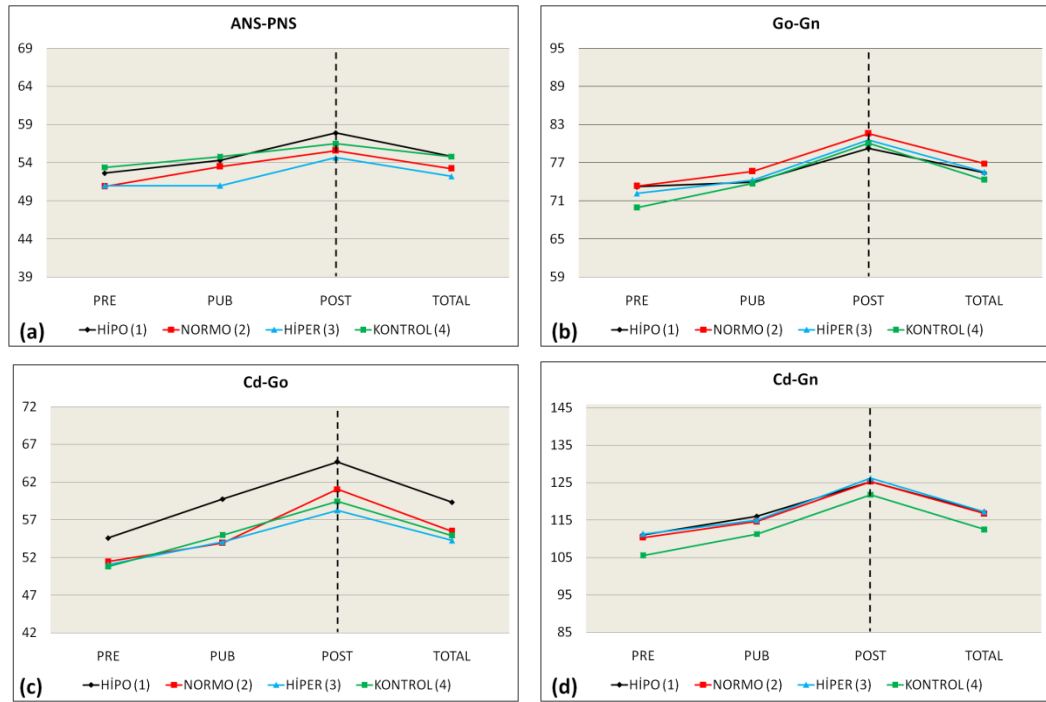 ANS-PNS
69
64
59
54
49
44
39
PRE PUB POST TOTAL
(a) HİPO (1) NORMO (2) HİPER (3) KONTROL (4)
Go-Gn
95
89
83
77
71
65
59
PRE PUB POST TOTAL
(b) HİPO (1) NORMO (2) HİPER (3) KONTROL (4)
Cd-Go
72
67
62
57
52
47
42
PRE PUB POST TOTAL
(c) HİPO (1) NORMO (2) HİPER (3) KONTROL (4)
Cd-Gn
145
135
125
115
105
95
85
PRE PUB POST TOTAL
(d) HİPO (1) NORMO (2) HİPER (3) KONTROL (4)